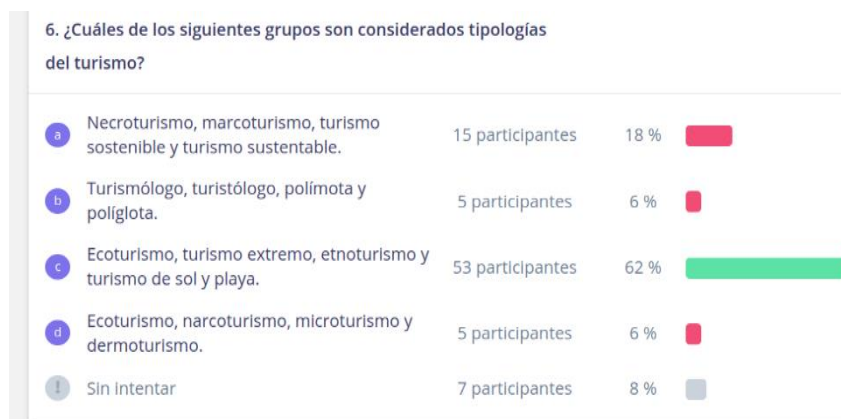 6. ¿Cuáles de los siguientes grupos son considerados tipologías
del turismo?
a Necroturismo, marcoturismo, turismo
sostenible y turismo sustentable.
15 participantes 18 %
b Turismólogo, turistólogo, polímota y
políglota.
5 participantes 6 %
c Ecoturismo, turismo extremo, etnoturismo y
turismo de sol y playa.
53 participantes 62 %
d Ecoturismo, narcoturismo, microturismo y
dermoturismo.
5 participantes 6 %
! Sin intentar 7 participantes 8 %